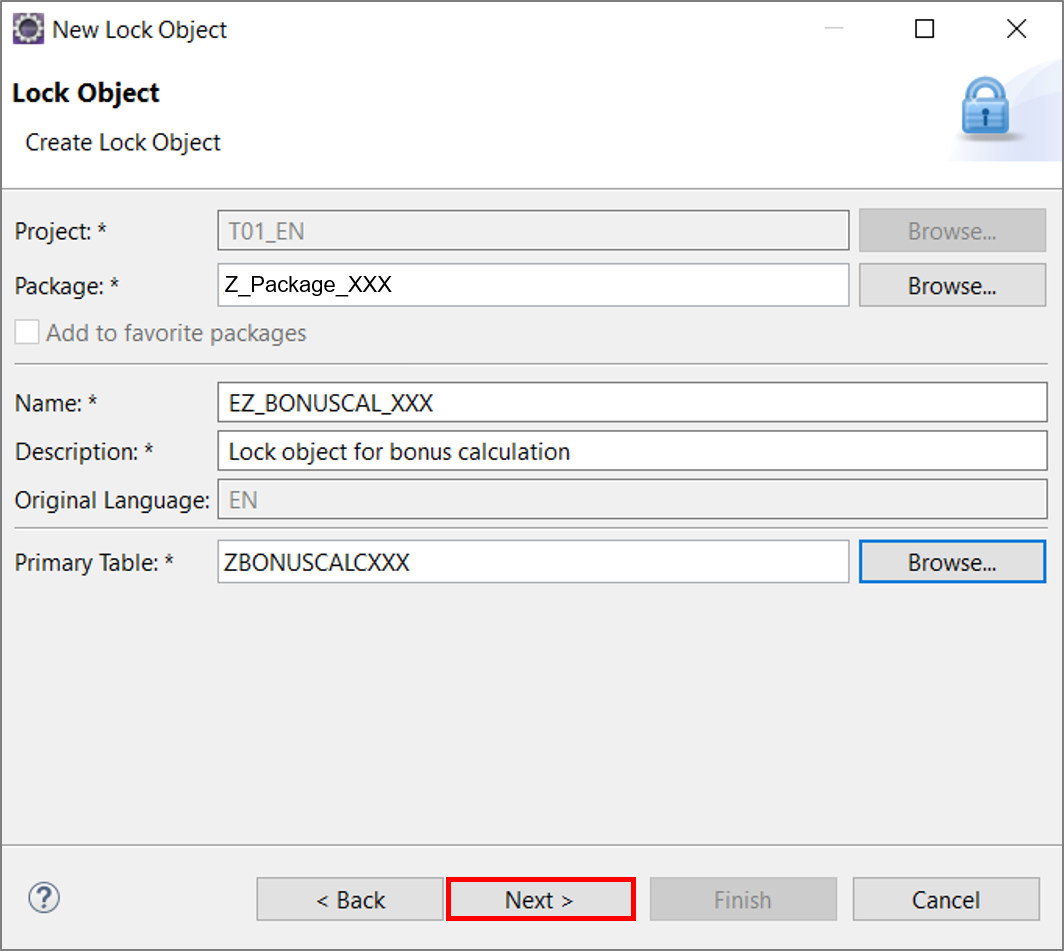 New Lock Object
Lock Object
Create Lock Object
Project: * T01_EN Browse...
Package: * Z_Package_XXX Browse...
Add to favorite packages
Name: * EZ_BONUSCAL_XXX
Description: * Lock object for bonus calculation
Original Language: EN
Primary Table: * ZBONUSCALCXXX Browse...
? < Back Next > Finish Cancel